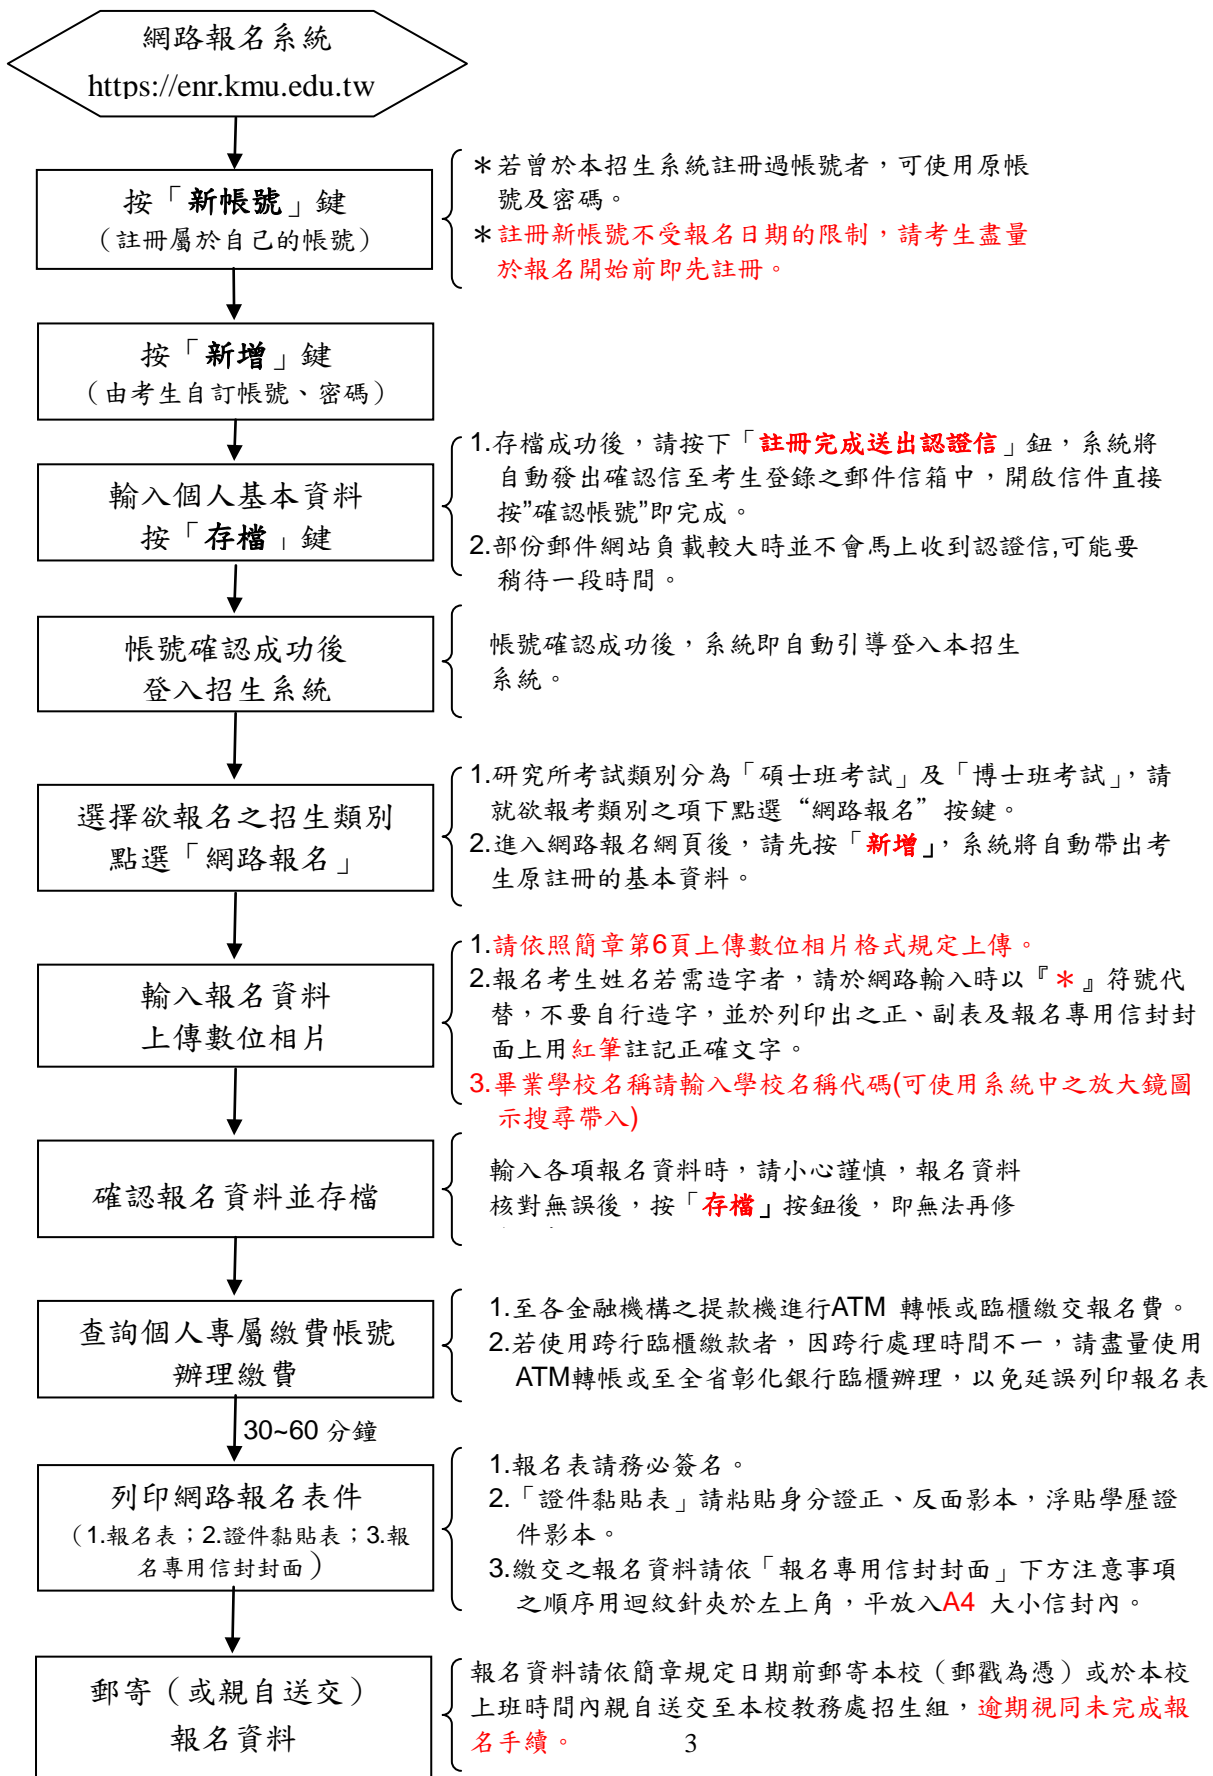 網路報名系統
https://enr.kmu.edu.tw
按「新帳號」鍵
（註冊屬於自己的帳號）
＊若曾於本招生系統註冊過帳號者，可使用原帳
號及密碼。
＊註冊新帳號不受報名日期的限制，請考生盡量
於報名開始前即先註冊。
按「新增」鍵
（由考生自訂帳號、密碼）
輸入個人基本資料
按「存檔」鍵
1.存檔成功後，請按下「註冊完成送出認證信」鈕，系統將
自動發出確認信至考生登錄之郵件信箱中，開啟信件直接
按”確認帳號”即完成。
2.部份郵件網站負載較大時並不會馬上收到認證信,可能要
稍待一段時間。
帳號確認成功後
登入招生系統
帳號確認成功後，系統即自動引導登入本招生
系統。
選擇欲報名之招生類別
點選「網路報名」
1.研究所考試類別分為「碩士班考試」及「博士班考試」，請
就欲報考類別之項下點選“網路報名”按鍵。
2.進入網路報名網頁後，請先按「新增」，系統將自動帶出考
生原註冊的基本資料。
輸入報名資料
上傳數位相片
1.請依照簡章第6頁上傳數位相片格式規定上傳。
2.報名考生姓名若需造字者，請於網路輸入時以『＊』符號代
替，不要自行造字，並於列印出之正、副表及報名專用信封封
面上用紅筆註記正確文字。
3.畢業學校名稱請輸入學校名稱代碼(可使用系統中之放大鏡圖
示搜尋帶入)
確認報名資料並存檔
輸入各項報名資料時，請小心謹慎，報名資料
核對無誤後，按「存檔」按鈕後，即無法再修
查詢個人專屬繳費帳號
辦理繳費
1.至各金融機構之提款機進行ATM 轉帳或臨櫃繳交報名費。
2.若使用跨行臨櫃繳款者，因跨行處理時間不一，請盡量使用
ATM轉帳或至全省彰化銀行臨櫃辦理，以免延誤列印報名表
30~60 分鐘
列印網路報名表件
（1.報名表；2.證件黏貼表；3.報
名專用信封封面）
1.報名表請務必簽名。
2.「證件黏貼表」請粘貼身分證正、反面影本，浮貼學歷證
件影本。
3.繳交之報名資料請依「報名專用信封封面」下方注意事項
之順序用迴紋針夾於左上角，平放入A4 大小信封內。
郵寄（或親自送交）
報名資料
報名資料請依簡章規定日期前郵寄本校（郵戳為憑）或於本校
上班時間內親自送交至本校教務處招生組，逾期視同未完成報
名手續。
3